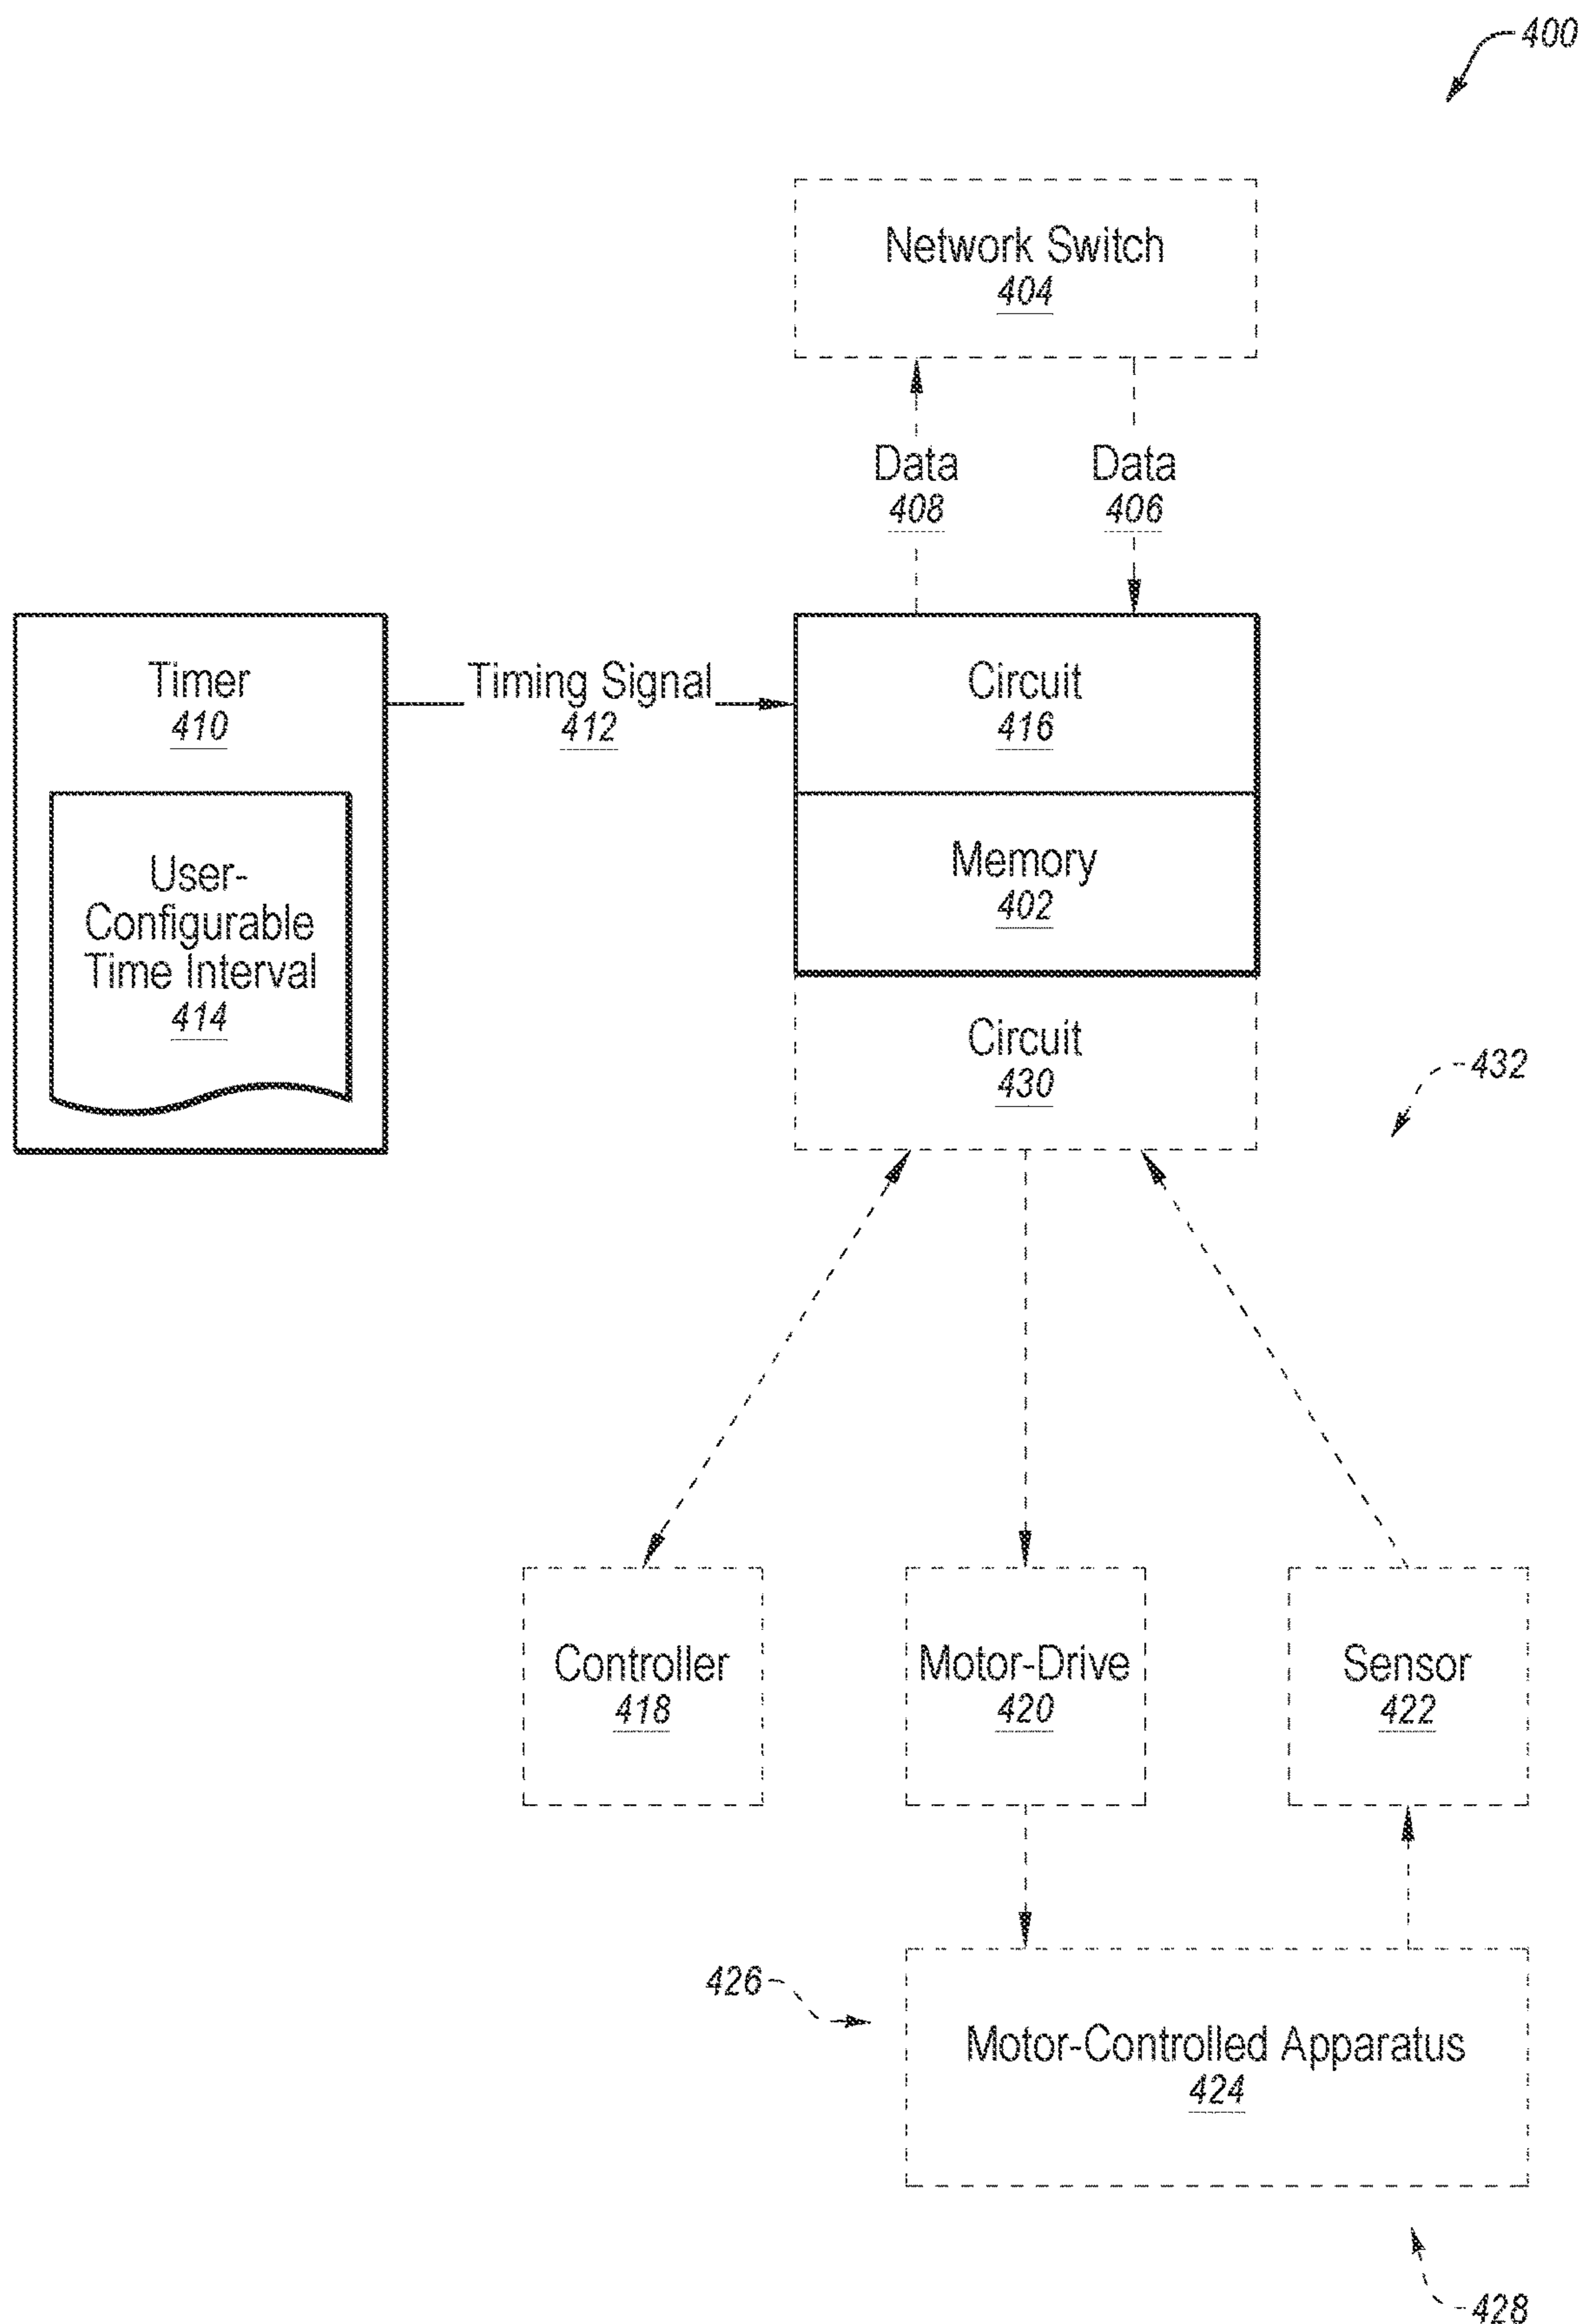 400
Network Switch
404
Data
408
Data
406
Timer
410
Timing Signal
412
Circuit
416
User-
Configurable
Time Interval
414
Memory
402
Circuit
430
432
Controller
418
Motor-Drive
420
Sensor
422
426
Motor-Controlled Apparatus
424
428